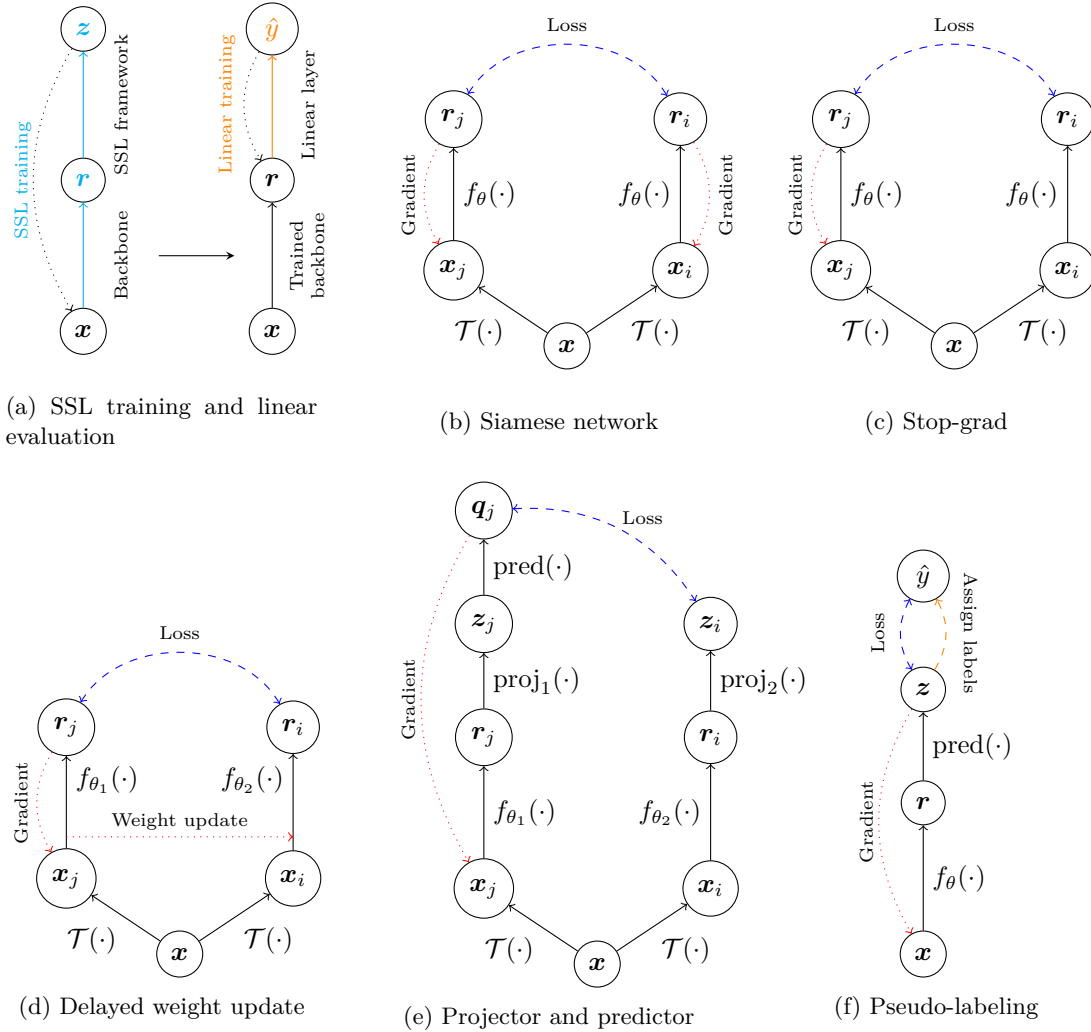 z
ŷ
SSL training
SSL framework
Linear training
Linear layer
r
r
Backbone
Trained
backbone
x
x
(a) SSL training and linear
evaluation
Loss
r_j
r_i
Gradient
f_θ(·)
f_θ(·)
Gradient
x_j
x_i
𝒯(·)
𝒯(·)
x
(b) Siamese network
Loss
r_j
r_i
Gradient
f_θ(·)
f_θ(·)
x_j
x_i
𝒯(·)
𝒯(·)
x
(c) Stop-grad
Loss
r_j
r_i
Gradient
f_θ₁(·)
f_θ₂(·)
Weight update
x_j
x_i
𝒯(·)
𝒯(·)
x
(d) Delayed weight update
q_j
Loss
pred(·)
z_j
z_i
Gradient
proj₁(·)
proj₂(·)
r_j
r_i
f_θ₁(·)
f_θ₂(·)
x_j
x_i
𝒯(·)
𝒯(·)
x
(e) Projector and predictor
ŷ
Loss
Assign labels
z
pred(·)
Gradient
r
f_θ(·)
x
(f) Pseudo-labeling